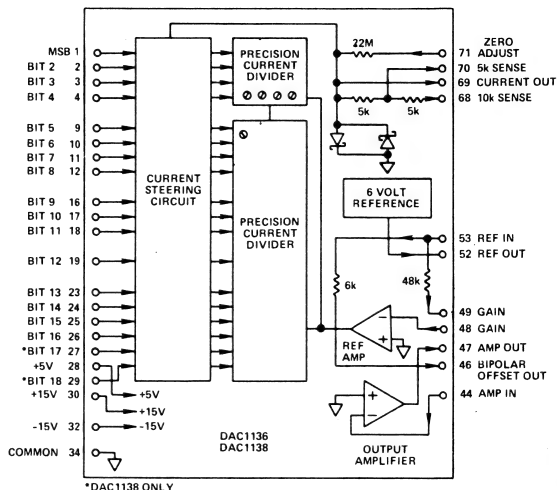 MSB 1
BIT 2 2
BIT 3 3
BIT 4 4
BIT 5 9
BIT 6 10
BIT 7 11
BIT 8 12
BIT 9 16
BIT 10 17
BIT 11 18
BIT 12 19
BIT 13 23
BIT 14 24
BIT 15 25
BIT 16 26
*BIT 17 27
+5V 28
*BIT 18 29
+15V 30
-15V 32
COMMON 34
+5V
+15V
-15V
CURRENT
STEERING
CIRCUIT
PRECISION
CURRENT
DIVIDER
PRECISION
CURRENT
DIVIDER
22M
5k
5k
6 VOLT
REFERENCE
6k
48k
REF
AMP
OUTPUT
AMPLIFIER
DAC1136
DAC1138
ZERO
71 ADJUST
70 5k SENSE
69 CURRENT OUT
68 10k SENSE
53 REF IN
52 REF OUT
49 GAIN
48 GAIN
47 AMP OUT
46 BIPOLAR
OFFSET OUT
44 AMP IN
*DAC1138 ONLY